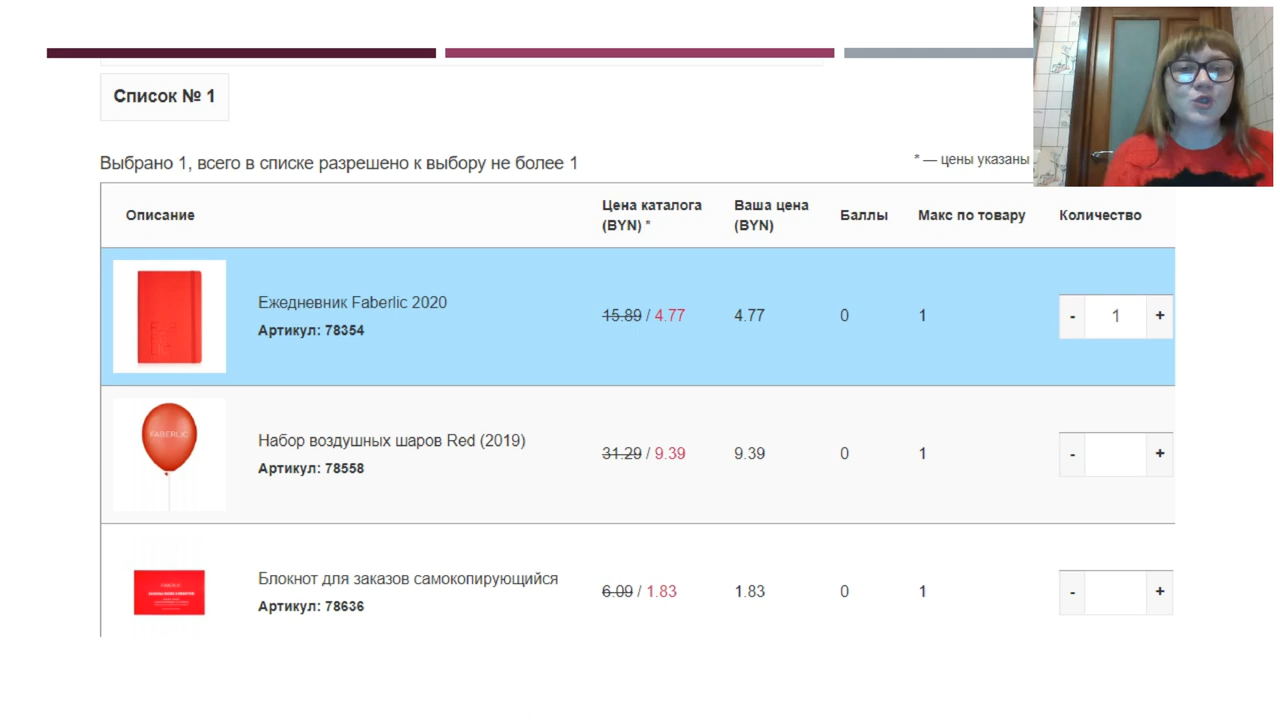 Список № 1
Выбрано 1, всего в списке разрешено к выбору не более 1
* — цены указаны
Описание
Цена каталога (BYN) *
Ваша цена (BYN)
Баллы
Макс по товару
Количество
Ежедневник Faberlic 2020
Артикул: 78354
15.89 / 4.77
4.77
0
1
- 1 +
FABERLIC
Набор воздушных шаров Red (2019)
Артикул: 78558
31.29 / 9.39
9.39
0
1
- +
Блокнот для заказов самокопирующийся
Артикул: 78636
6.09 / 1.83
1.83
0
1
- +